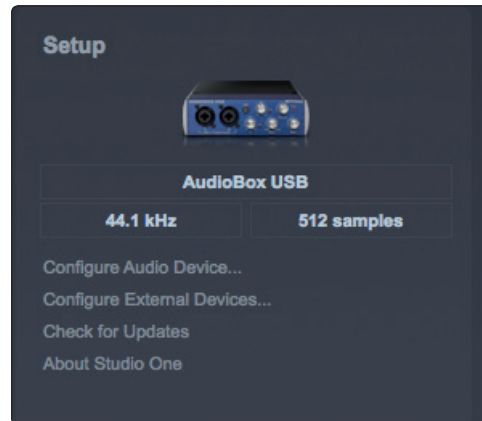 Setup
AudioBox USB
44.1 kHz 512 samples
Configure Audio Device...
Configure External Devices...
Check for Updates
About Studio One